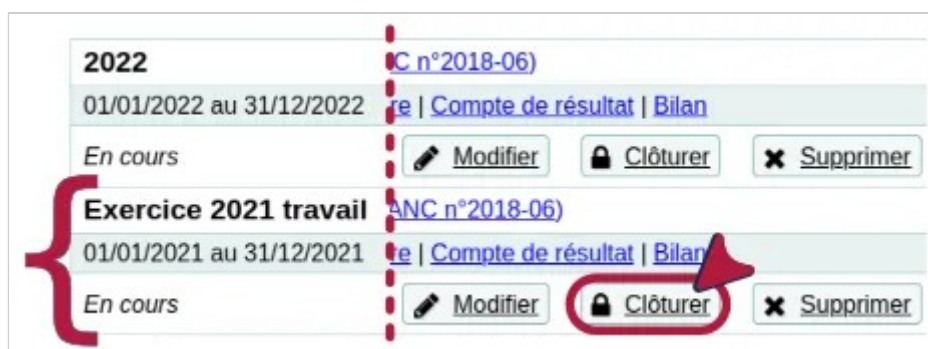 2022 C n°2018-06)
01/01/2022 au 31/12/2022 re | Compte de résultat | Bilan
En cours Modifier Clôturer Supprimer
Exercice 2021 travail ANC n°2018-06)
01/01/2021 au 31/12/2021 re | Compte de résultat | Bilan
En cours Modifier Clôturer Supprimer